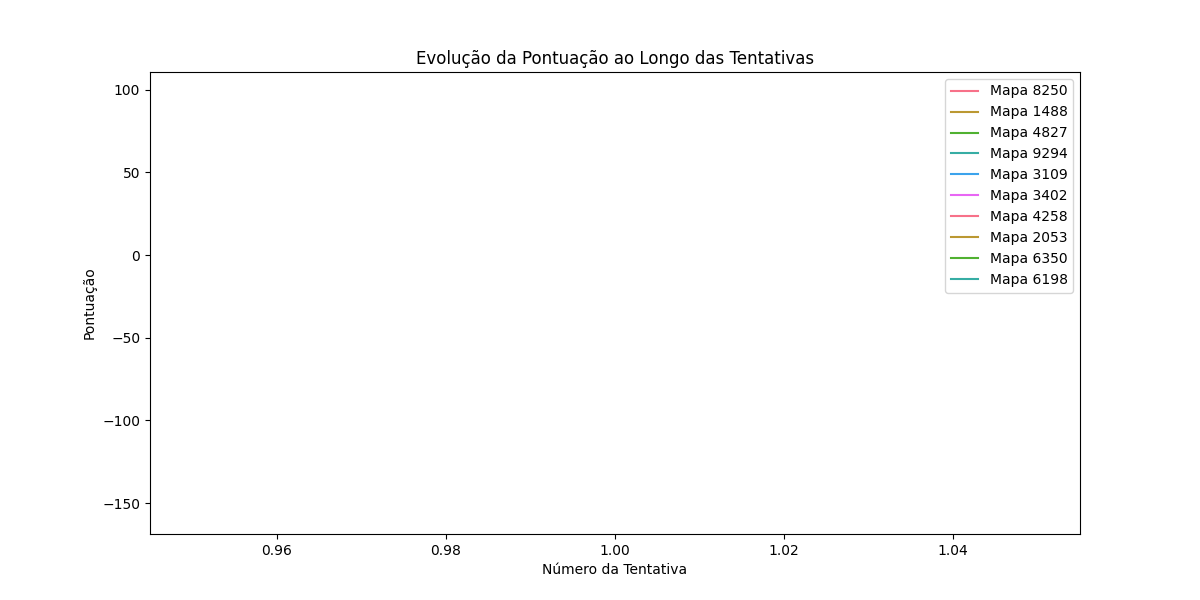 Evolução da Pontuação ao Longo das Tentativas
100
50
0
−50
−100
−150
Pontuação
Mapa 8250
Mapa 1488
Mapa 4827
Mapa 9294
Mapa 3109
Mapa 3402
Mapa 4258
Mapa 2053
Mapa 6350
Mapa 6198
0.96 0.98 1.00 1.02 1.04
Número da Tentativa